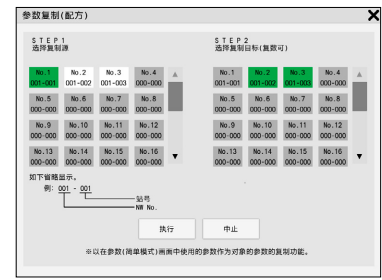 参数复制(配方)
STEP1
选择复制源
No.1 No.2 No.3 No.4
001-001 001-002 001-003 000-000
No.5 No.6 No.7 No.8
000-000 000-000 000-000 000-000
No.9 No.10 No.11 No.12
000-000 000-000 000-000 000-000
No.13 No.14 No.15 No.16
000-000 000-000 000-000 000-000
STEP2
选择复制目标(复数可)
No.1 No.2 No.3 No.4
001-001 001-002 001-003 000-000
No.5 No.6 No.7 No.8
000-000 000-000 000-000 000-000
No.9 No.10 No.11 No.12
000-000 000-000 000-000 000-000
No.13 No.14 No.15 No.16
000-000 000-000 000-000 000-000
如下省略显示。
例: 001 - 001
站号
NW No.
执行
中止
※以在参数(简单模式)画面中使用的参数作为对象的参数的复制功能。